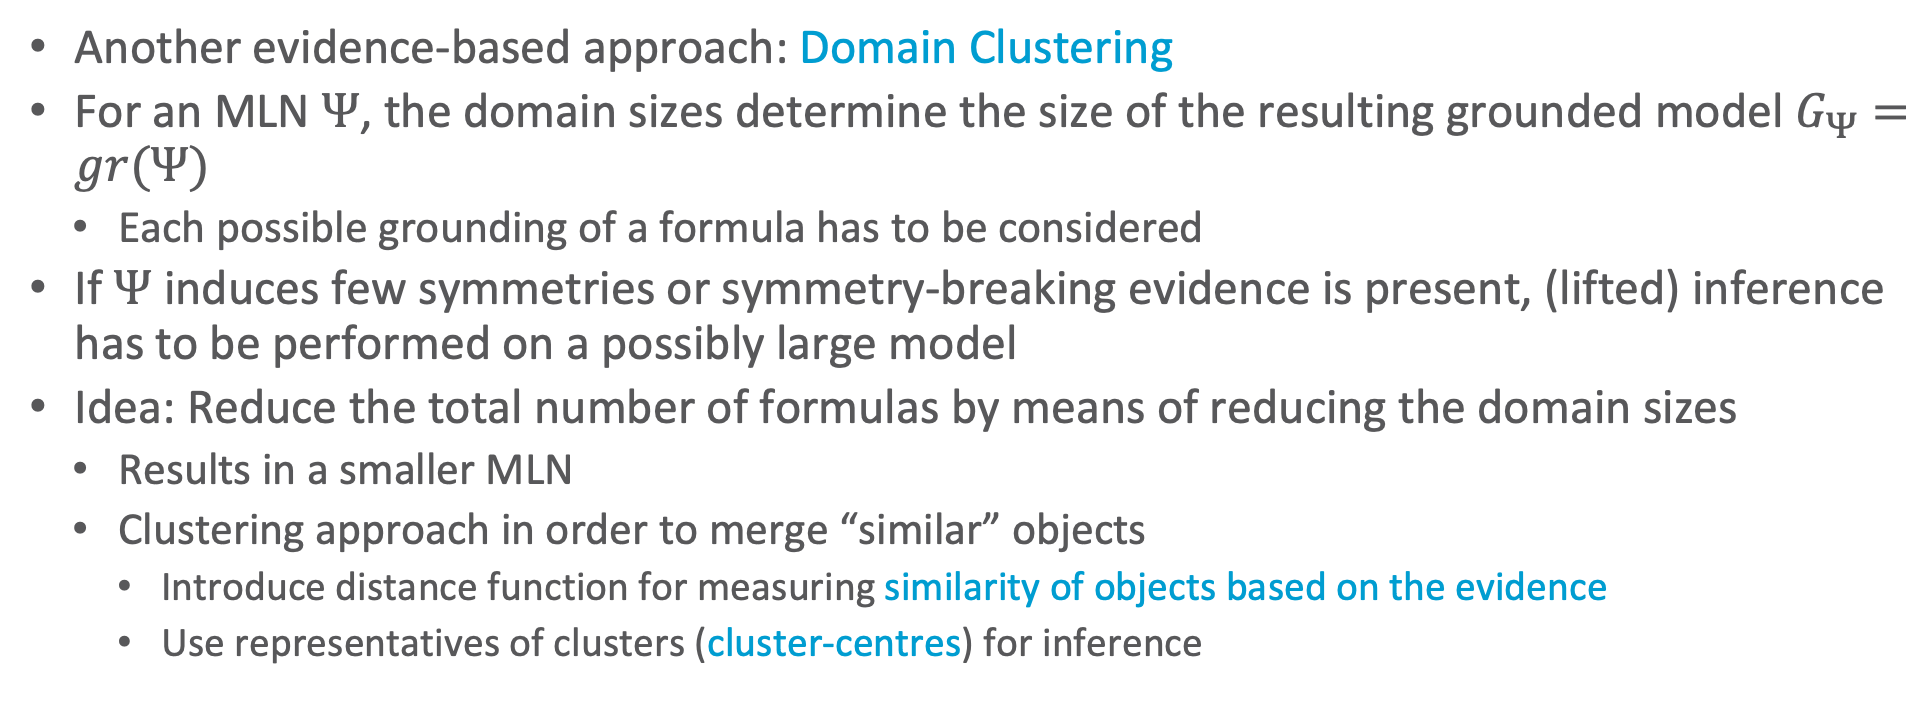 • Another evidence-based approach: Domain Clustering
• For an MLN Ψ, the domain sizes determine the size of the resulting grounded model G_Ψ =
gr(Ψ)
• Each possible grounding of a formula has to be considered
• If Ψ induces few symmetries or symmetry-breaking evidence is present, (lifted) inference
has to be performed on a possibly large model
• Idea: Reduce the total number of formulas by means of reducing the domain sizes
• Results in a smaller MLN
• Clustering approach in order to merge “similar” objects
• Introduce distance function for measuring similarity of objects based on the evidence
• Use representatives of clusters (cluster-centres) for inference